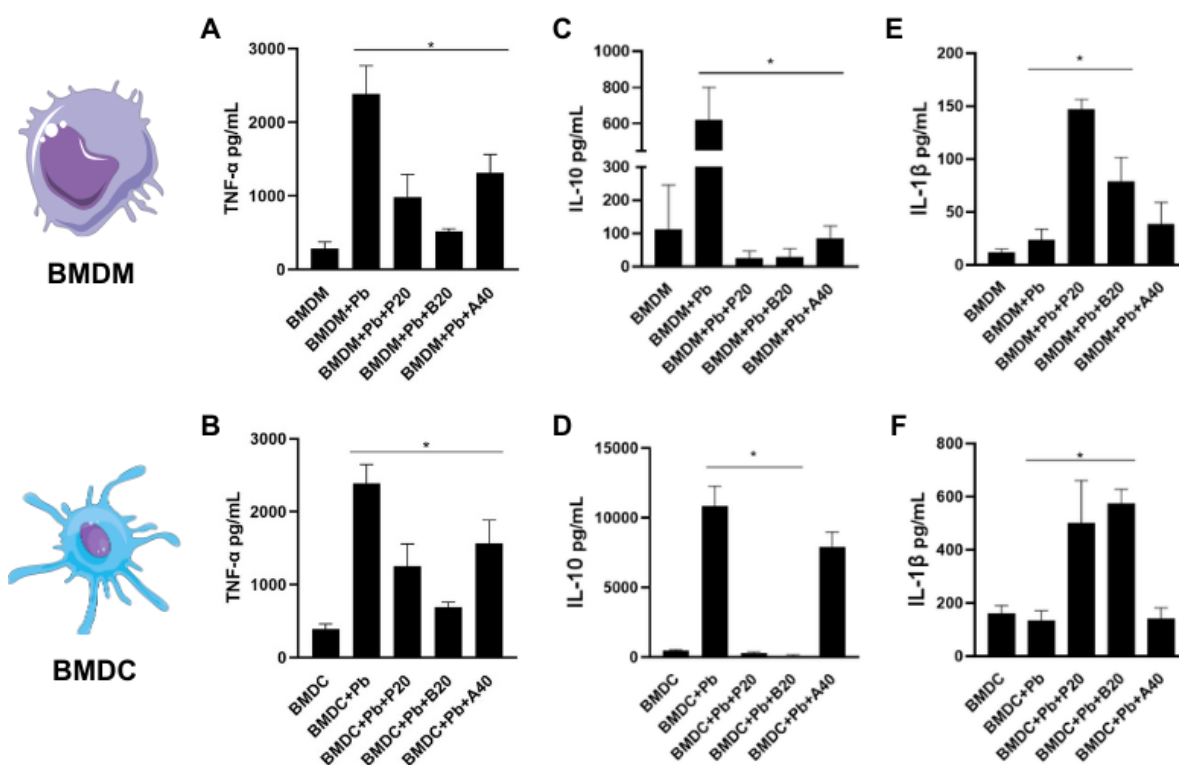 A
TNF-α pg/mL
3000
2000
1000
0
*
BMDM
BMDM+Pb
BMDM+Pb+P20
BMDM+Pb+B20
BMDM+Pb+A40
C
IL-10 pg/mL
1000
800
600
300
200
100
0
*
BMDM
BMDM+Pb
BMDM+Pb+P20
BMDM+Pb+B20
BMDM+Pb+A40
E
IL-1β pg/mL
200
150
100
50
0
*
BMDM
BMDM+Pb
BMDM+Pb+P20
BMDM+Pb+B20
BMDM+Pb+A40
BMDM
B
TNF-α pg/mL
3000
2000
1000
0
*
BMDC
BMDC+Pb
BMDC+Pb+P20
BMDC+Pb+B20
BMDC+Pb+A40
D
IL-10 pg/mL
15000
10000
5000
0
*
BMDC
BMDC+Pb
BMDC+Pb+P20
BMDC+Pb+B20
BMDC+Pb+A40
F
IL-1β pg/mL
800
600
400
200
0
*
BMDC
BMDC+Pb
BMDC+Pb+P20
BMDC+Pb+B20
BMDC+Pb+A40
BMDC